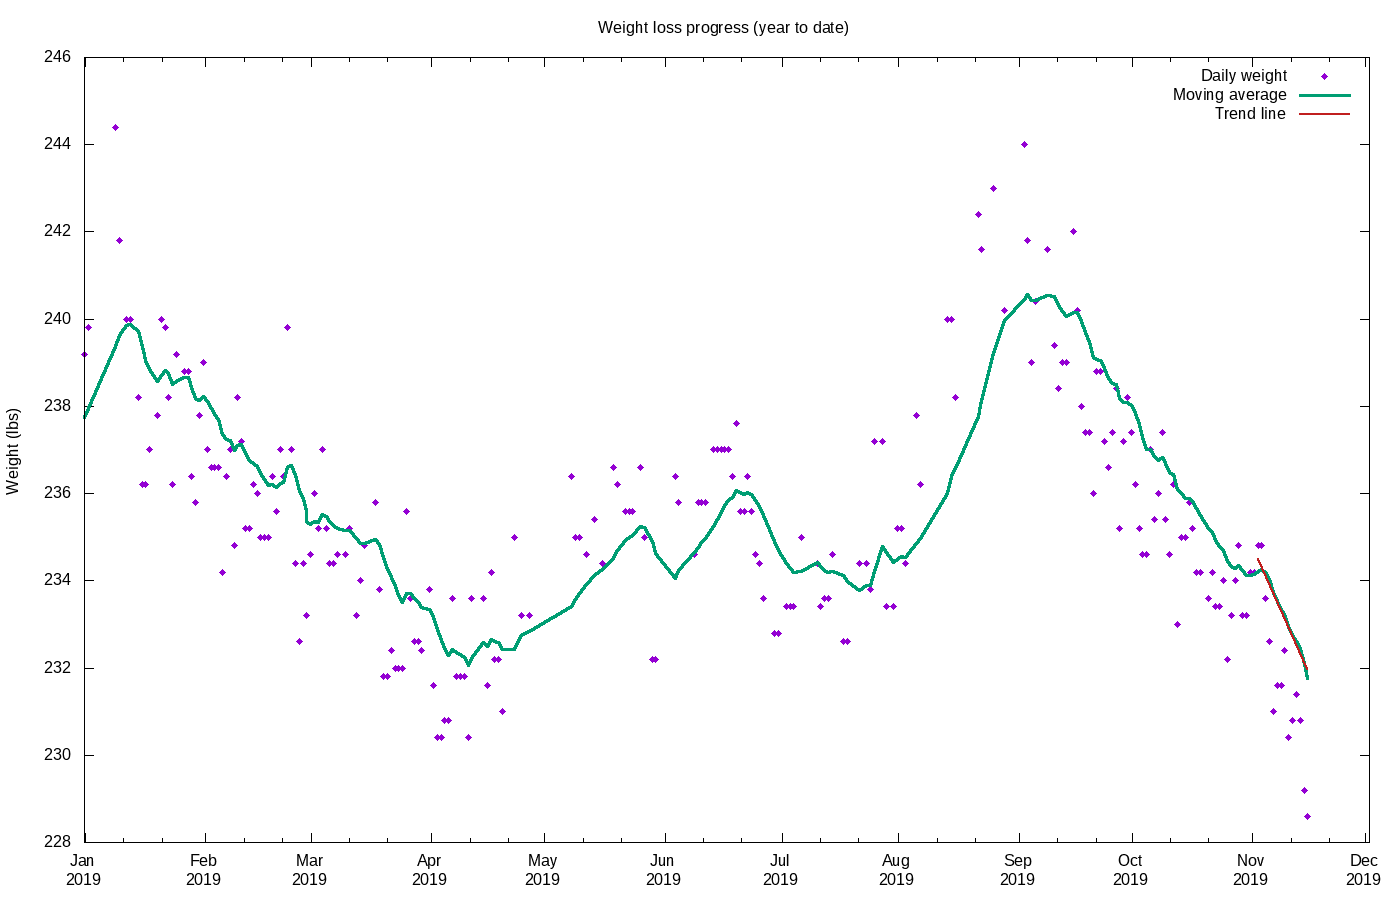 Weight loss progress (year to date)
Weight (lbs)
246
244
242
240
238
236
234
232
230
228
Daily weight
Moving average
Trend line
Jan Feb Mar Apr May Jun Jul Aug Sep Oct Nov Dec
2019 2019 2019 2019 2019 2019 2019 2019 2019 2019 2019 2019